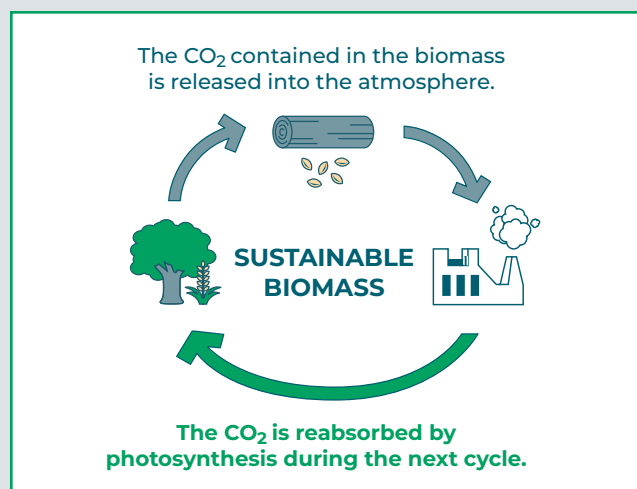 The CO₂ contained in the biomass
is released into the atmosphere.
SUSTAINABLE
BIOMASS
The CO₂ is reabsorbed by
photosynthesis during the next cycle.